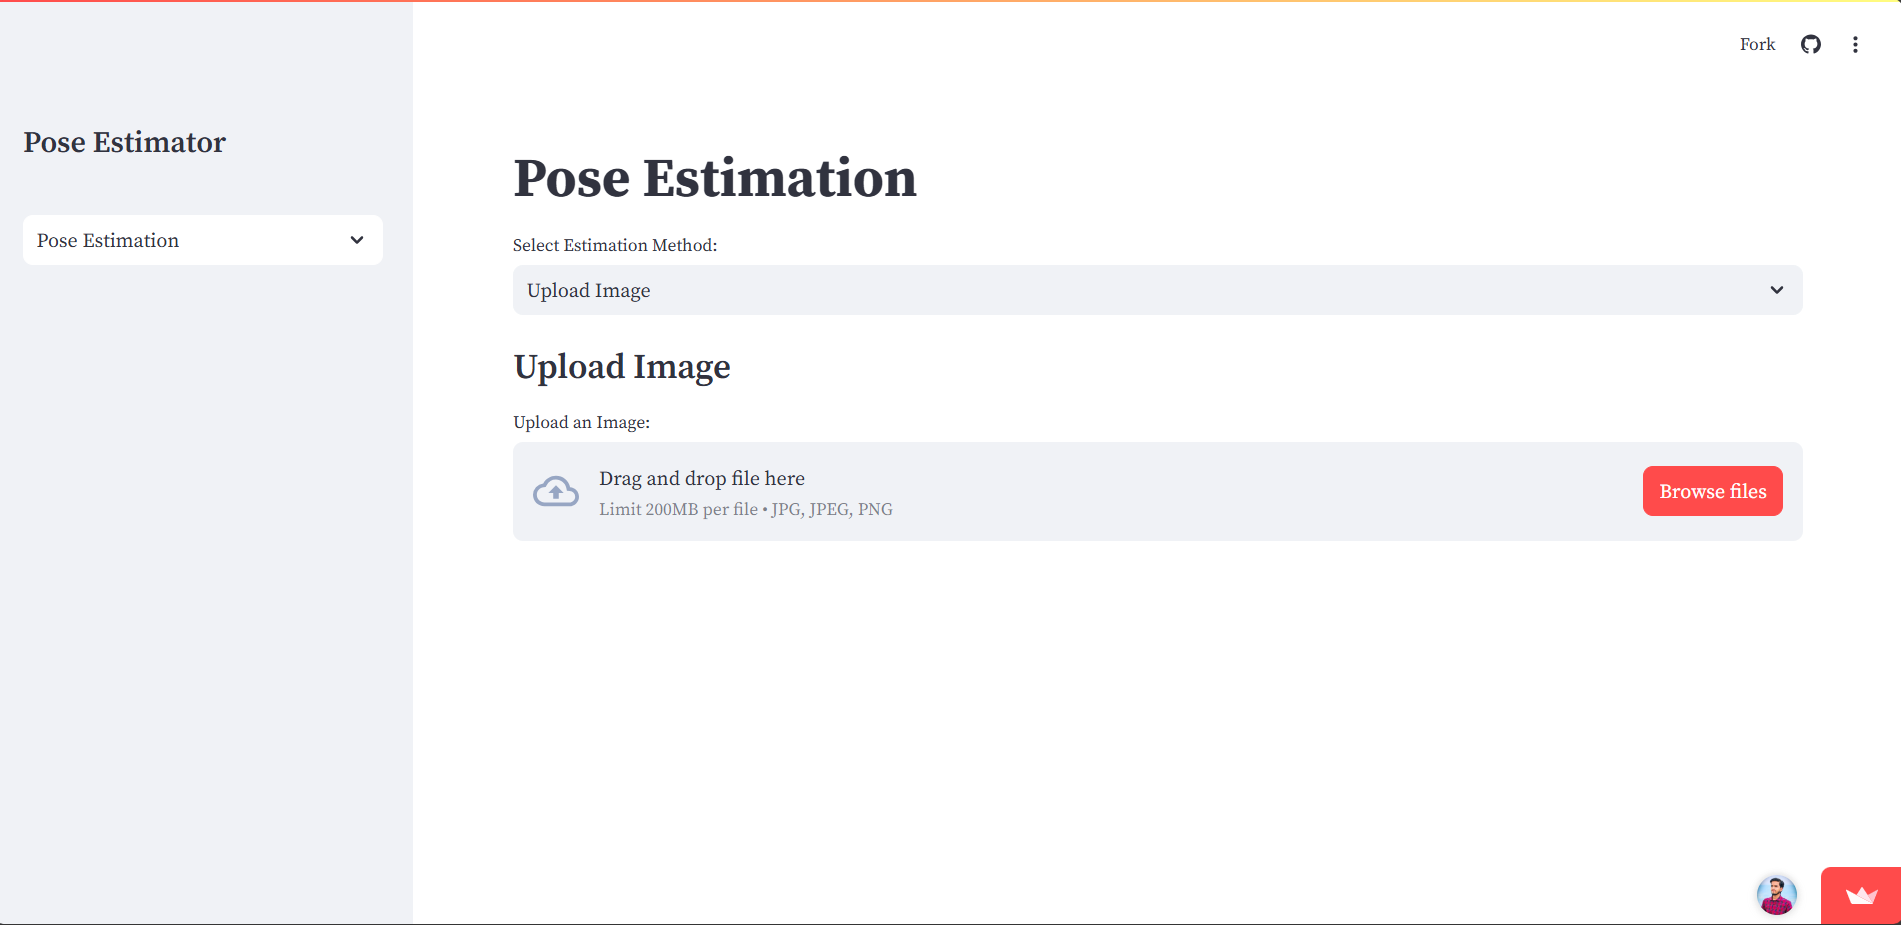 Fork
Pose Estimator
Pose Estimation
Pose Estimation
Select Estimation Method:
Upload Image
Upload Image
Upload an Image:
Drag and drop file here
Limit 200MB per file • JPG, JPEG, PNG
Browse files